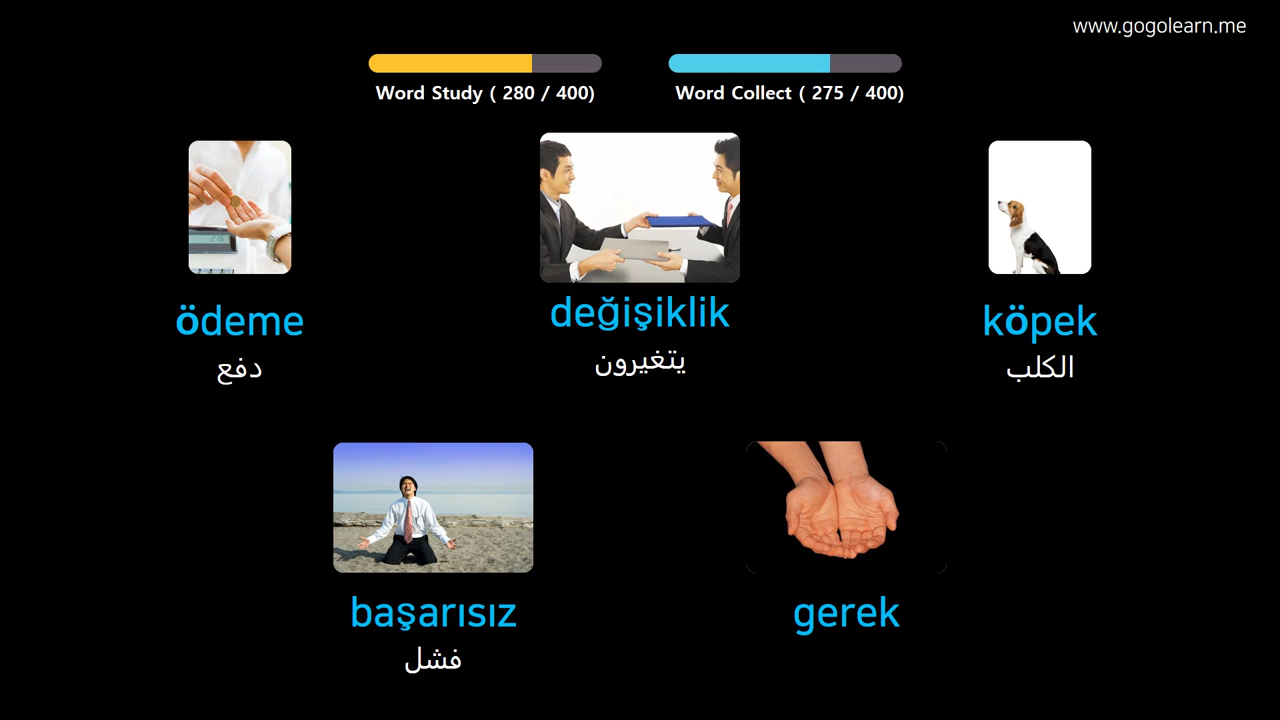 www.gogolearn.me
Word Study ( 280 / 400)
Word Collect ( 275 / 400)
ödeme
دفع
değişiklik
يتغيرون
köpek
الكلب
başarısız
فشل
gerek